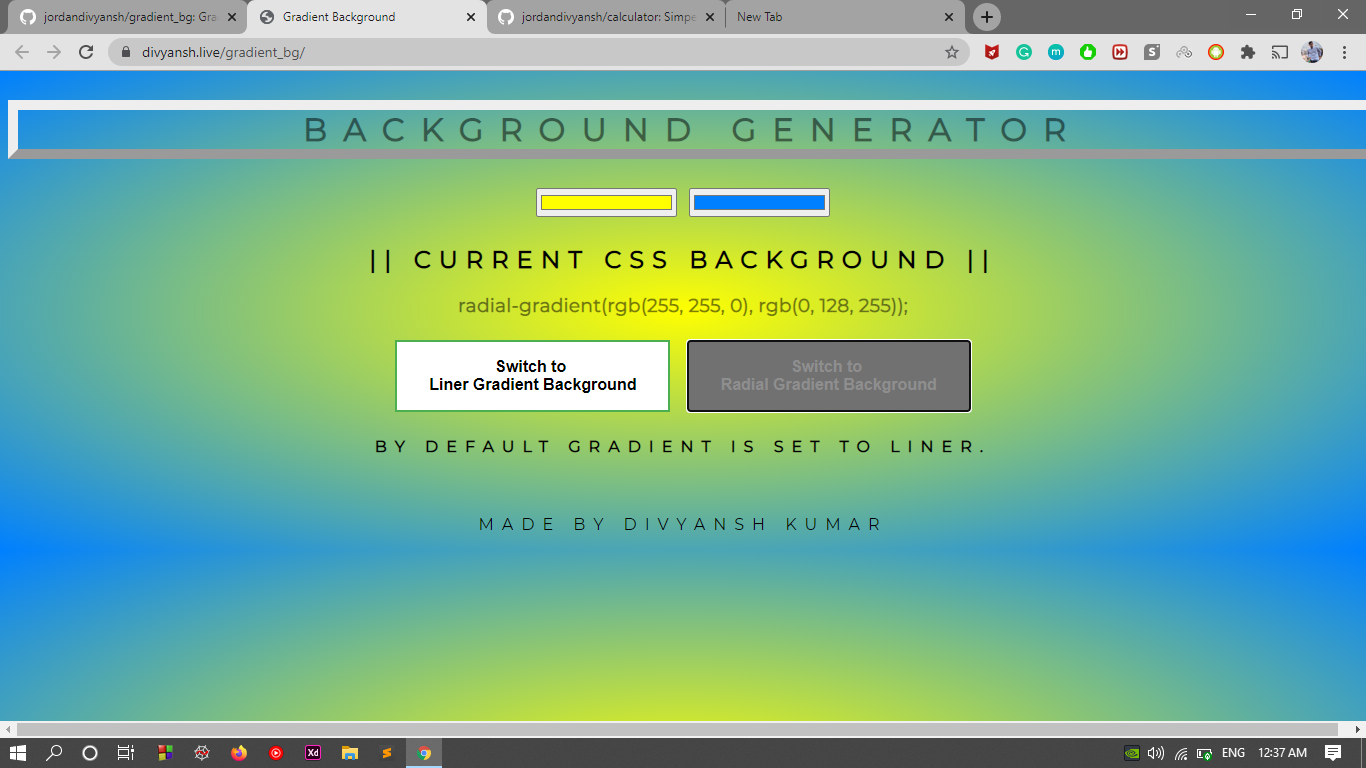 jordandivyansh/gradient_bg: Gra
Gradient Background
jordandivyansh/calculator: Simpe
New Tab
divyansh.live/gradient_bg/
BACKGROUND GENERATOR
|| CURRENT CSS BACKGROUND ||
radial-gradient(rgb(255, 255, 0), rgb(0, 128, 255));
Switch to
Liner Gradient Background
Switch to
Radial Gradient Background
BY DEFAULT GRADIENT IS SET TO LINER.
MADE BY DIVYANSH KUMAR
Xd
ENG
12:37 AM